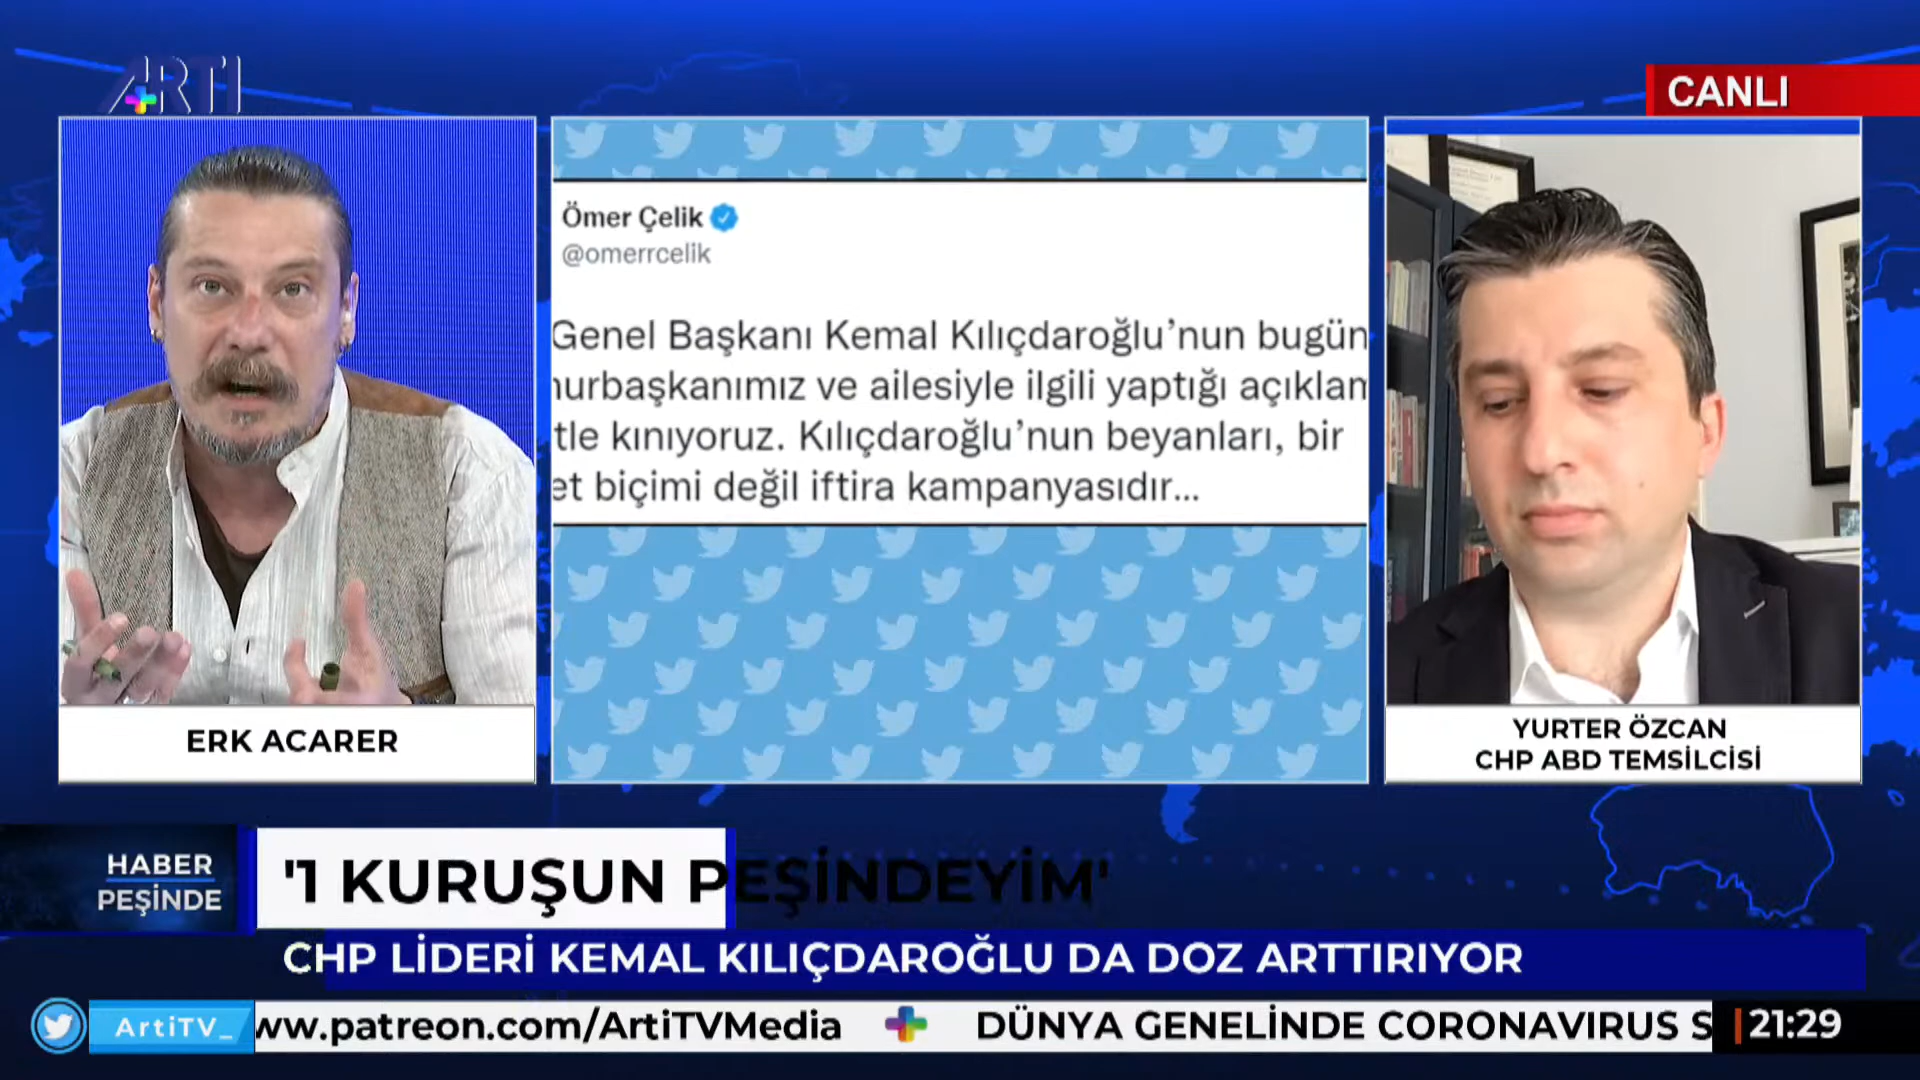 ARTI
CANLI
Ömer Çelik
@omerrcelik
Genel Başkanı Kemal Kılıçdaroğlu’nun bugün
ıurbaşkanımız ve ailesiyle ilgili yaptığı açıklam
tle kınıyoruz. Kılıçdaroğlu’nun beyanları, bir
et biçimi değil iftira kampanyasıdır...
ERK ACARER
YURTER ÖZCAN
CHP ABD TEMSİLCİSİ
HABER
PEŞİNDE
'1 KURUŞUN PEŞİNDEYİM'
CHP LİDERİ KEMAL KILIÇDAROĞLU DA DOZ ARTTIRIYOR
ArtiTV_
ww.patreon.com/ArtiTVMedia DÜNYA GENELİNDE CORONAVIRUS S
21:29